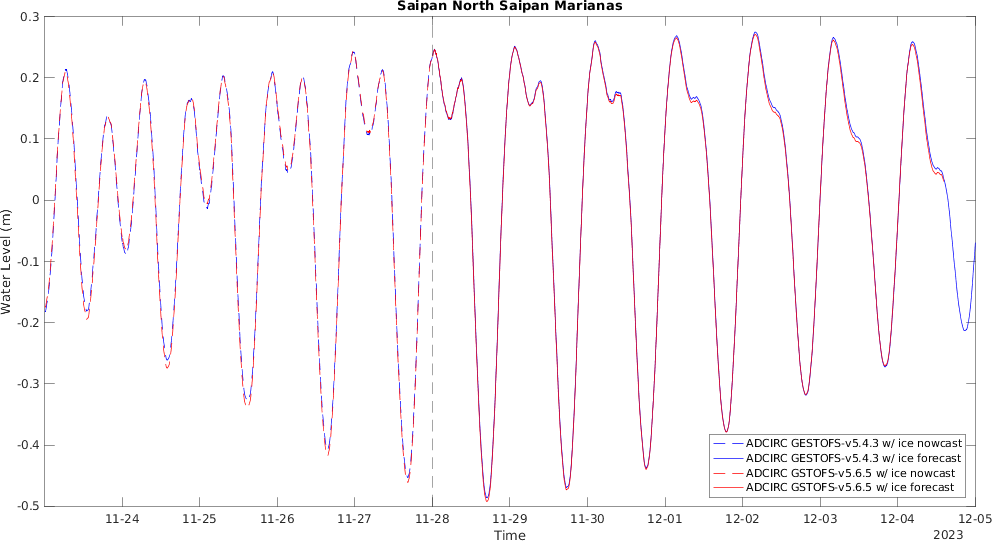 Saipan North Saipan Marianas
Water Level (m)
0.3
0.2
0.1
0
-0.1
-0.2
-0.3
-0.4
-0.5
ADCIRC GESTOFS-v5.4.3 w/ ice nowcast
ADCIRC GESTOFS-v5.4.3 w/ ice forecast
ADCIRC GSTOFS-v5.6.5 w/ ice nowcast
ADCIRC GSTOFS-v5.6.5 w/ ice forecast
11-24 11-25 11-26 11-27 11-28 11-29 11-30 12-01 12-02 12-03 12-04 12-05
Time
2023